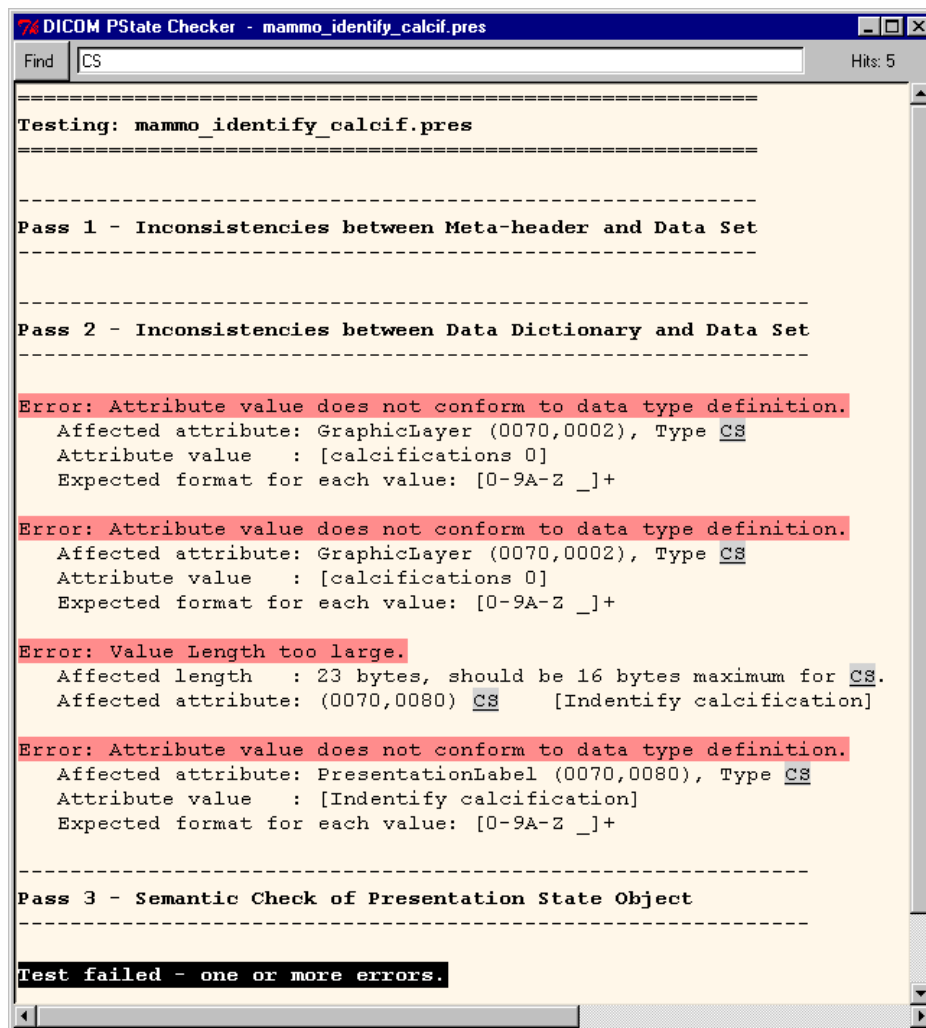 DICOM PState Checker - mammo_identify_calcif.pres
Find CS Hits: 5
=========================================================
Testing: mammo_identify_calcif.pres
=========================================================
---------------------------------------------------------
Pass 1 - Inconsistencies between Meta-header and Data Set
---------------------------------------------------------
-------------------------------------------------------------
Pass 2 - Inconsistencies between Data Dictionary and Data Set
-------------------------------------------------------------
Error: Attribute value does not conform to data type definition.
Affected attribute: GraphicLayer (0070,0002), Type CS
Attribute value   : [calcifications 0]
Expected format for each value: [0-9A-Z _]+
Error: Attribute value does not conform to data type definition.
Affected attribute: GraphicLayer (0070,0002), Type CS
Attribute value   : [calcifications 0]
Expected format for each value: [0-9A-Z _]+
Error: Value Length too large.
Affected length   : 23 bytes, should be 16 bytes maximum for CS.
Affected attribute: (0070,0080) CS    [Indentify calcification]
Error: Attribute value does not conform to data type definition.
Affected attribute: PresentationLabel (0070,0080), Type CS
Attribute value   : [Indentify calcification]
Expected format for each value: [0-9A-Z _]+
-------------------------------------------------------------
Pass 3 - Semantic Check of Presentation State Object
-------------------------------------------------------------
Test failed - one or more errors.